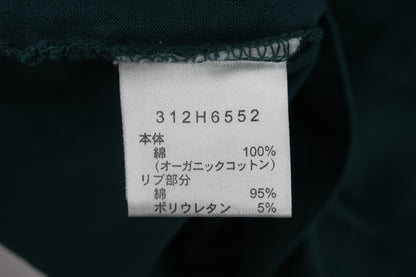 312H6552
本体
綿 100%
(オーガニックコットン)
リブ部分
綿 95%
ポリウレタン 5%